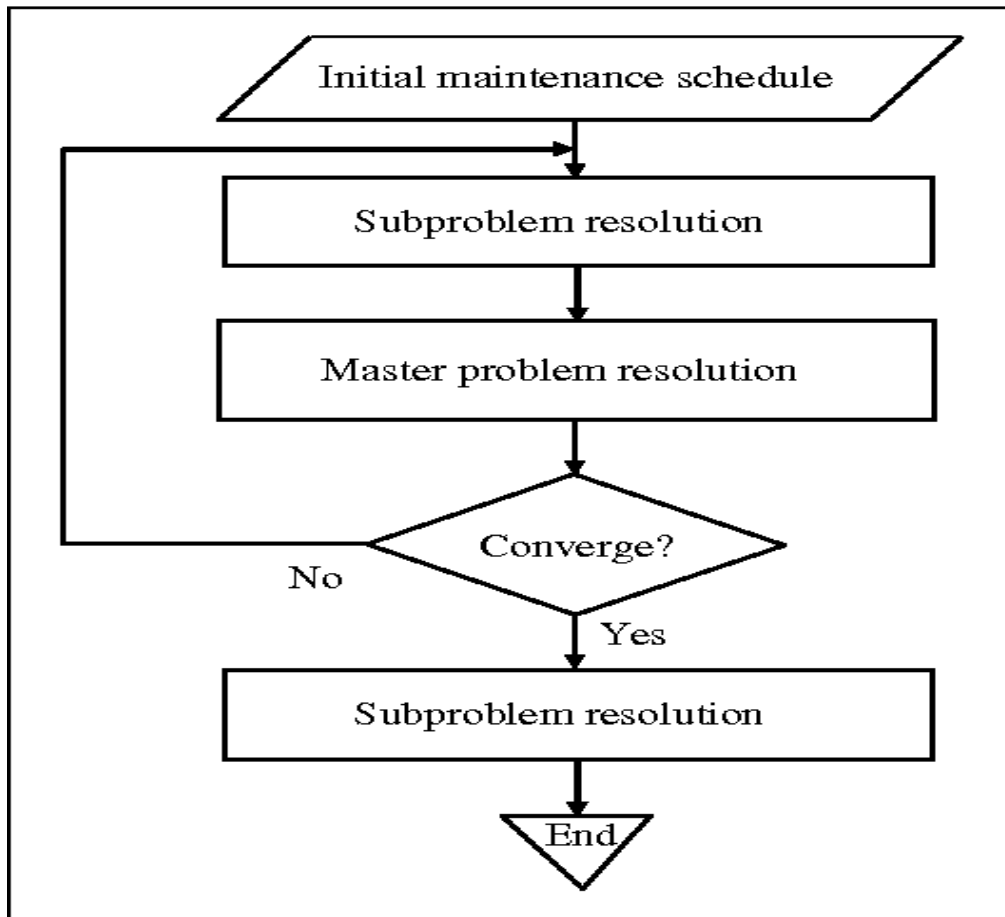 Initial maintenance schedule
Subproblem resolution
Master problem resolution
Converge?
No
Yes
Subproblem resolution
End